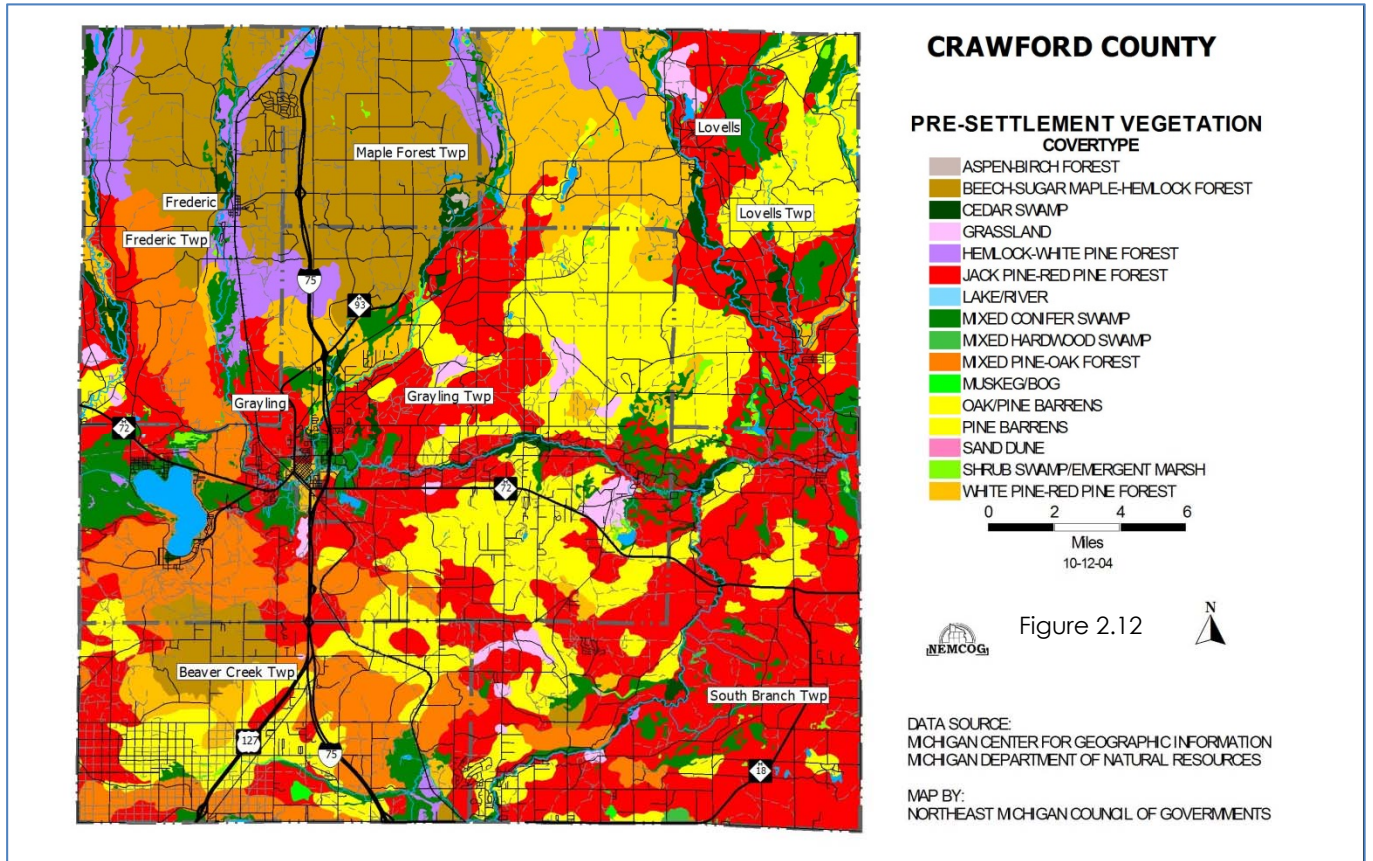 CRAWFORD COUNTY
PRE-SETTLEMENT VEGETATION
COVERTYPE
ASPEN-BIRCH FOREST
BEECH-SUGAR MAPLE-HEMLOCK FOREST
CEDAR SWAMP
GRASSLAND
HEMLOCK-WHITE PINE FOREST
JACK PINE-RED PINE FOREST
LAKE/RIVER
MIXED CONIFER SWAMP
MIXED HARDWOOD SWAMP
MIXED PINE-OAK FOREST
MUSKEG/BOG
OAK/PINE BARRENS
PINE BARRENS
SAND DUNE
SHRUB SWAMP/EMERGENT MARSH
WHITE PINE-RED PINE FOREST
0 2 4 6
Miles
10-12-04
N
NEMCOG
Figure 2.12
DATA SOURCE:
MICHIGAN CENTER FOR GEOGRAPHIC INFORMATION
MICHIGAN DEPARTMENT OF NATURAL RESOURCES
MAP BY:
NORTHEAST MICHIGAN COUNCIL OF GOVERNMENTS
Lovells
Maple Forest Twp
Frederic
Lovells Twp
Frederic Twp
75
M
93
Grayling
Grayling Twp
M
72
M
72
Beaver Creek Twp
South Branch Twp
127
75
M
18